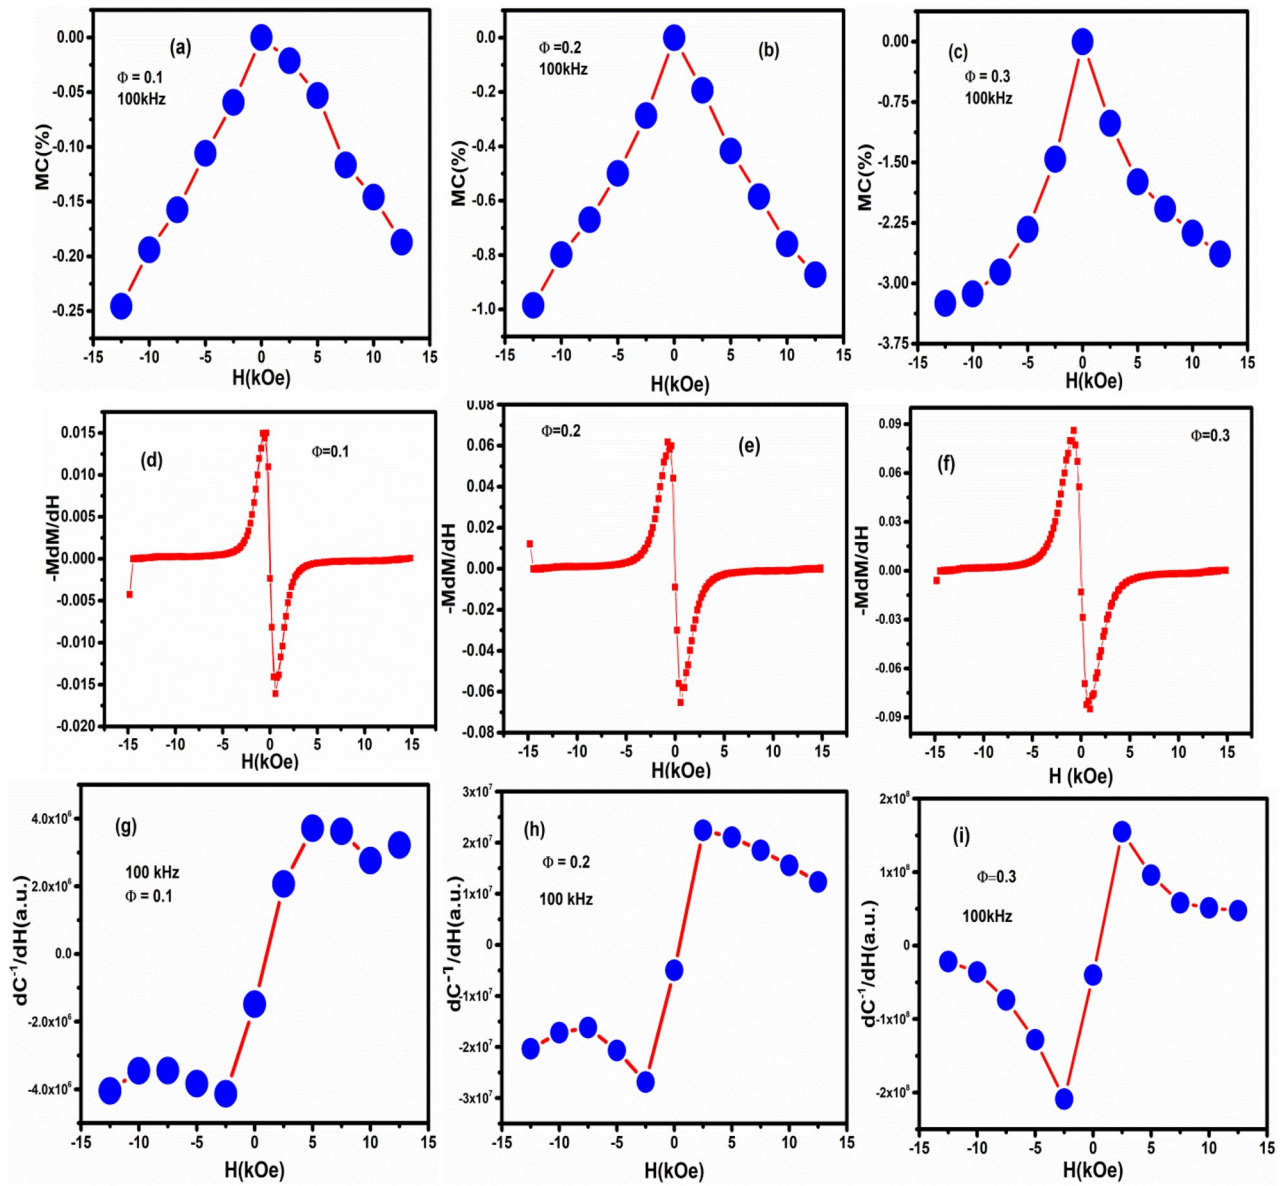 (a)
Φ = 0.1
100kHz
MC(%)
0.00
-0.05
-0.10
-0.15
-0.20
-0.25
-15 -10 -5 0 5 10 15
H(kOe)
(b)
Φ =0.2
100kHz
MC(%)
0.0
-0.2
-0.4
-0.6
-0.8
-1.0
-15 -10 -5 0 5 10 15
H(kOe)
(c)
Φ = 0.3
100kHz
MC(%)
0.00
-0.75
-1.50
-2.25
-3.00
-3.75
-15 -10 -5 0 5 10 15
H(kOe)
(d)
Φ=0.1
-MdM/dH
0.015
0.010
0.005
0.000
-0.005
-0.010
-0.015
-0.020
-15 -10 -5 0 5 10 15
H(kOe)
(e)
Φ=0.2
-MdM/dH
0.08
0.06
0.04
0.02
0.00
-0.02
-0.04
-0.06
-0.08
-15 -10 -5 0 5 10 15
H(kOe)
(f)
Φ=0.3
-MdM/dH
0.09
0.06
0.03
0.00
-0.03
-0.06
-0.09
-15 -10 -5 0 5 10 15
H (kOe)
(g)
100 kHz
Φ = 0.1
dC⁻¹/dH(a.u.)
4.0x10⁶
2.0x10⁶
0.0
-2.0x10⁶
-4.0x10⁶
-15 -10 -5 0 5 10 15
H(kOe)
(h)
Φ = 0.2
100 kHz
dC⁻¹/dH(a.u.)
3x10⁷
2x10⁷
1x10⁷
0
-1x10⁷
-2x10⁷
-3x10⁷
-15 -10 -5 0 5 10 15
H(kOe)
(i)
Φ=0.3
100kHz
dC⁻¹/dH(a.u.)
2x10⁸
1x10⁸
0
-1x10⁸
-2x10⁸
-15 -10 -5 0 5 10 15
H(kOe)